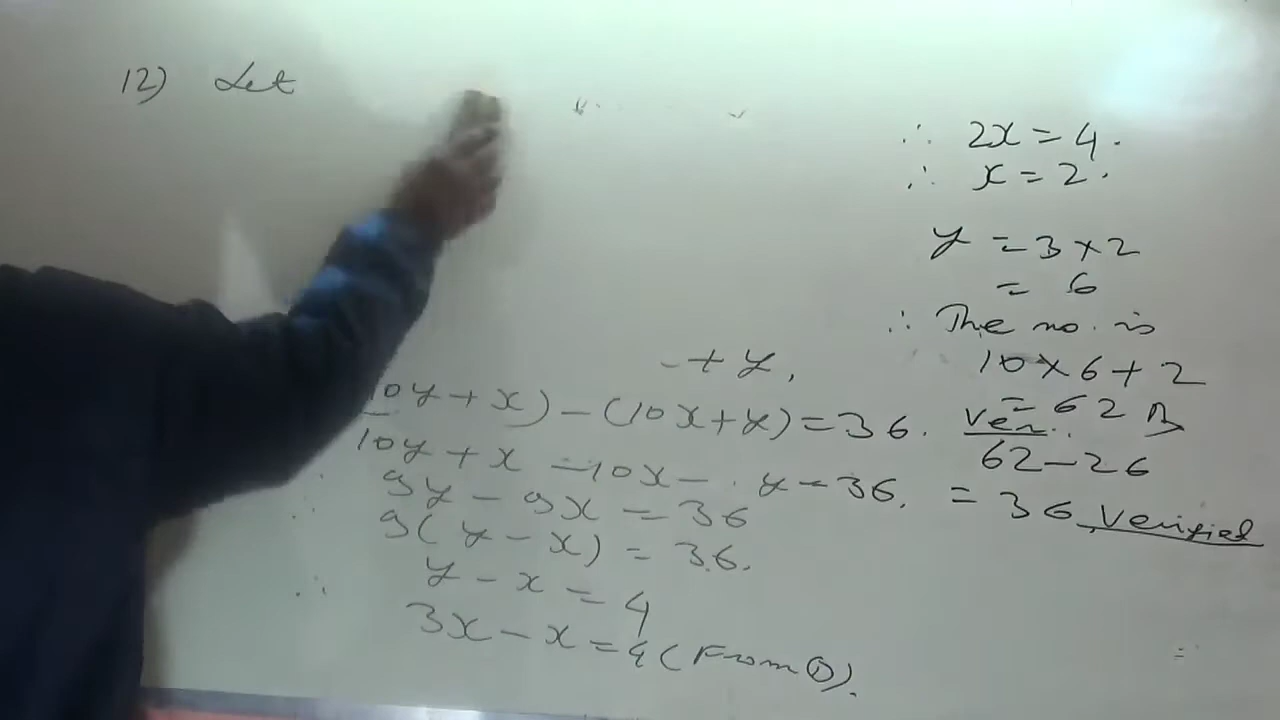 12) Let
+ y,
10y + x) - (10x + y) = 36.
10y + x - 10x - y = 36.
9y - 9x = 36
9(y - x) = 36.
∴ y - x = 4
3x - x = 4 (From ①).
∴ 2x = 4.
∴ x = 2.
y = 3 × 2
= 6
∴ The no. is
10 × 6 + 2
= 62
Ver.
62 - 26
= 36, Verified